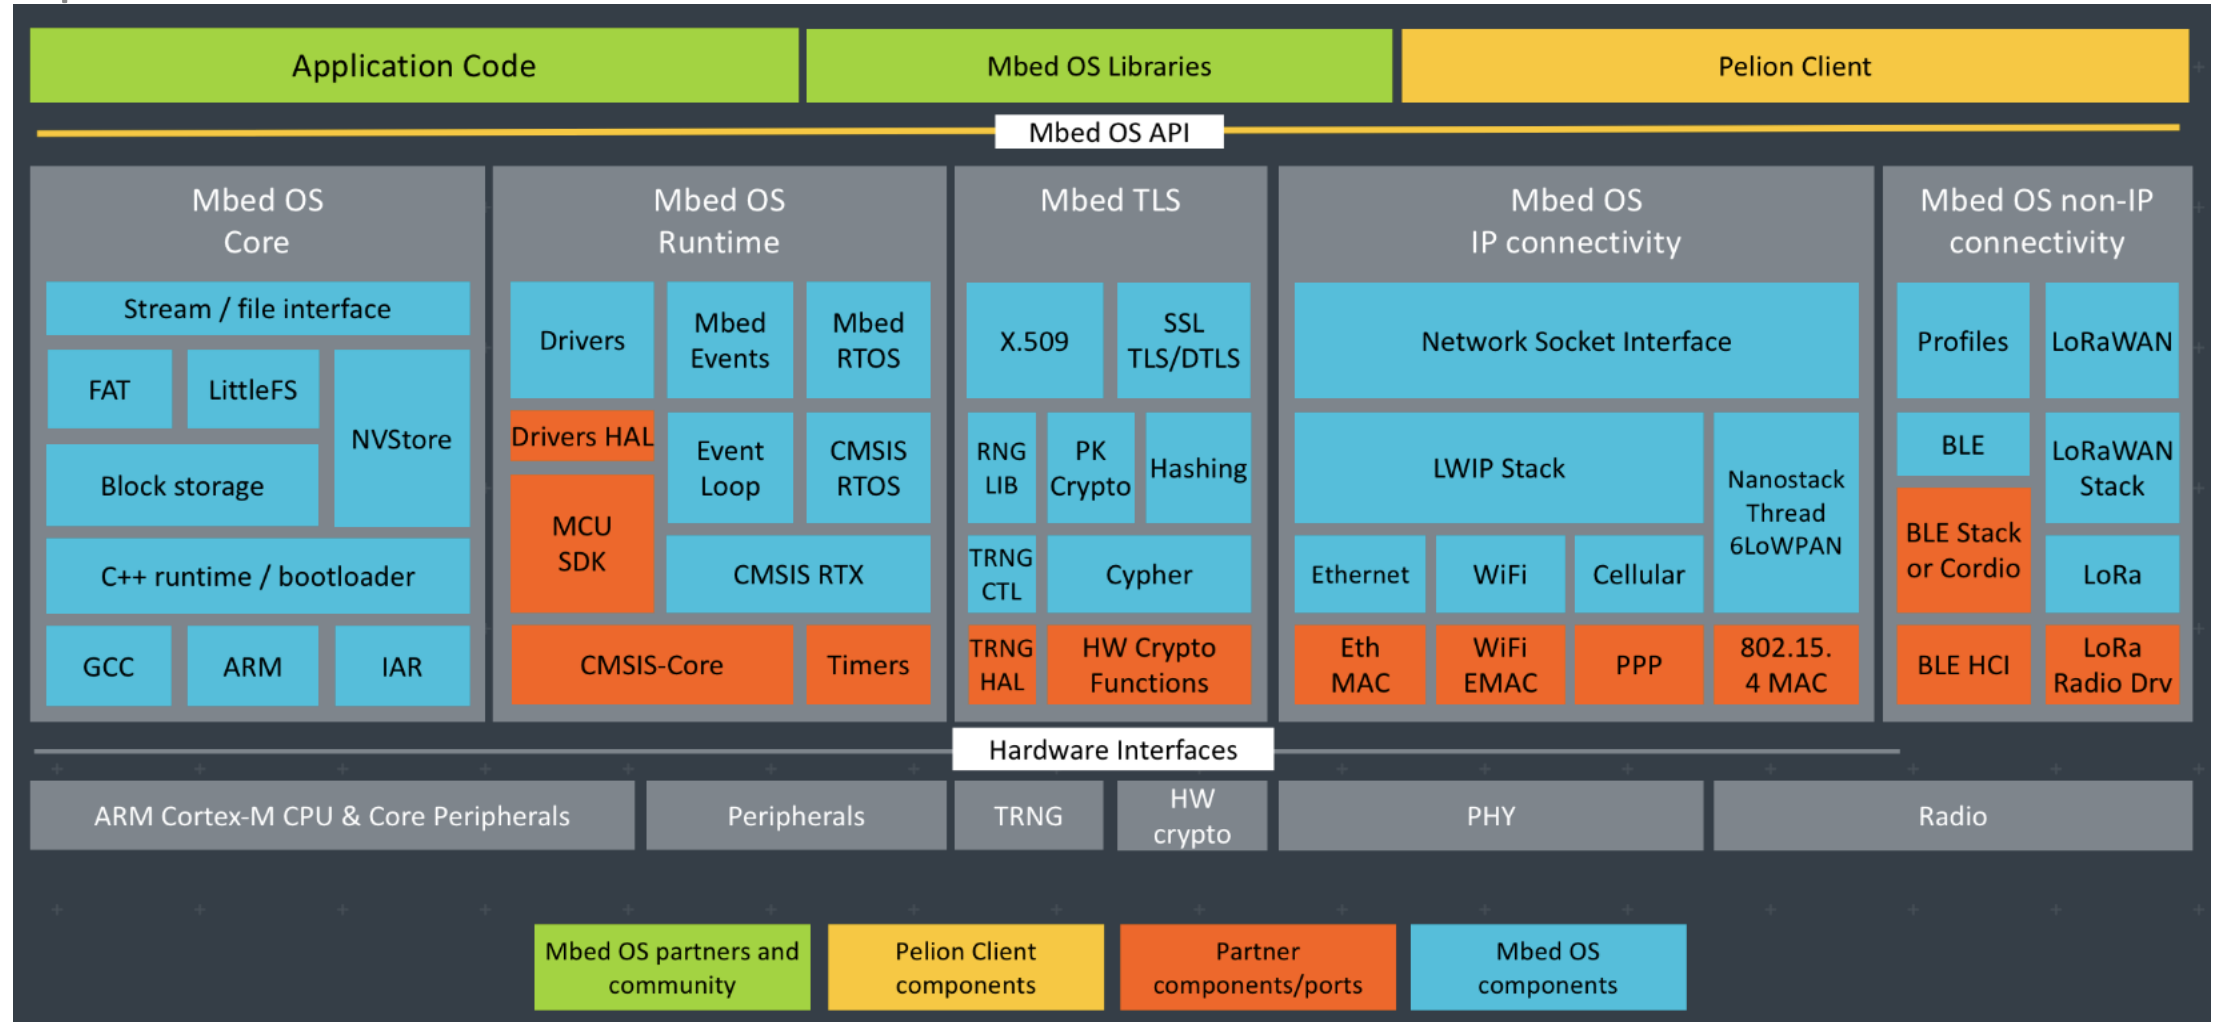 Application Code
Mbed OS Libraries
Pelion Client
Mbed OS API
Mbed OS
Core
Stream / file interface
FAT
LittleFS
NVStore
Block storage
C++ runtime / bootloader
GCC
ARM
IAR
Mbed OS
Runtime
Drivers
Mbed
Events
Mbed
RTOS
Drivers HAL
Event
Loop
CMSIS
RTOS
MCU
SDK
CMSIS RTX
CMSIS-Core
Timers
Mbed TLS
X.509
SSL
TLS/DTLS
RNG
LIB
PK
Crypto
Hashing
TRNG
CTL
Cypher
TRNG
HAL
HW Crypto
Functions
Mbed OS
IP connectivity
Network Socket Interface
LWIP Stack
Nanostack
Thread
6LoWPAN
Ethernet
WiFi
Cellular
Eth
MAC
WiFi
EMAC
PPP
802.15.
4 MAC
Mbed OS non-IP
connectivity
Profiles
LoRaWAN
BLE
LoRaWAN
Stack
BLE Stack
or Cordio
LoRa
BLE HCI
LoRa
Radio Drv
Hardware Interfaces
ARM Cortex-M CPU & Core Peripherals
Peripherals
TRNG
HW
crypto
PHY
Radio
Mbed OS partners and
community
Pelion Client
components
Partner
components/ports
Mbed OS
components